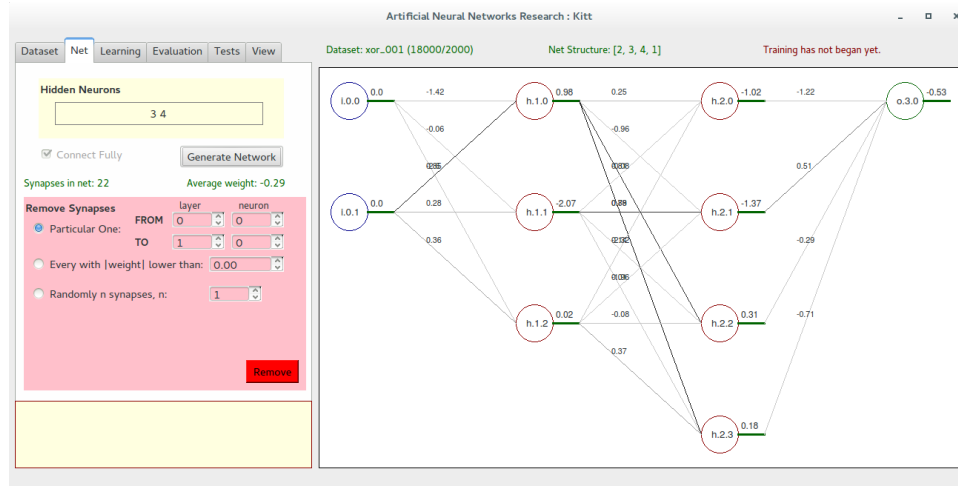 Artificial Neural Networks Research : Kitt
Dataset Net Learning Evaluation Tests View
Dataset: xor_001 (18000/2000) Net Structure: [2, 3, 4, 1] Training has not began yet.
Hidden Neurons
3 4
Connect Fully Generate Network
Synapses in net: 22 Average weight: -0.29
Remove Synapses layer neuron
FROM 0 0
Particular One:
TO 1 0
Every with |weight| lower than: 0.00
Randomly n synapses, n: 1
Remove
i.0.0 0.0 -1.42 h.1.0 0.98 0.25 h.2.0 -1.02 -1.22 o.3.0 -0.53
-0.06 -0.96
0.51
i.0.1 0.0 0.28 h.1.1 -2.07 h.2.1 -1.37
0.36 -0.29
h.1.2 0.02 -0.08 h.2.2 0.31 -0.71
0.37
h.2.3 0.18